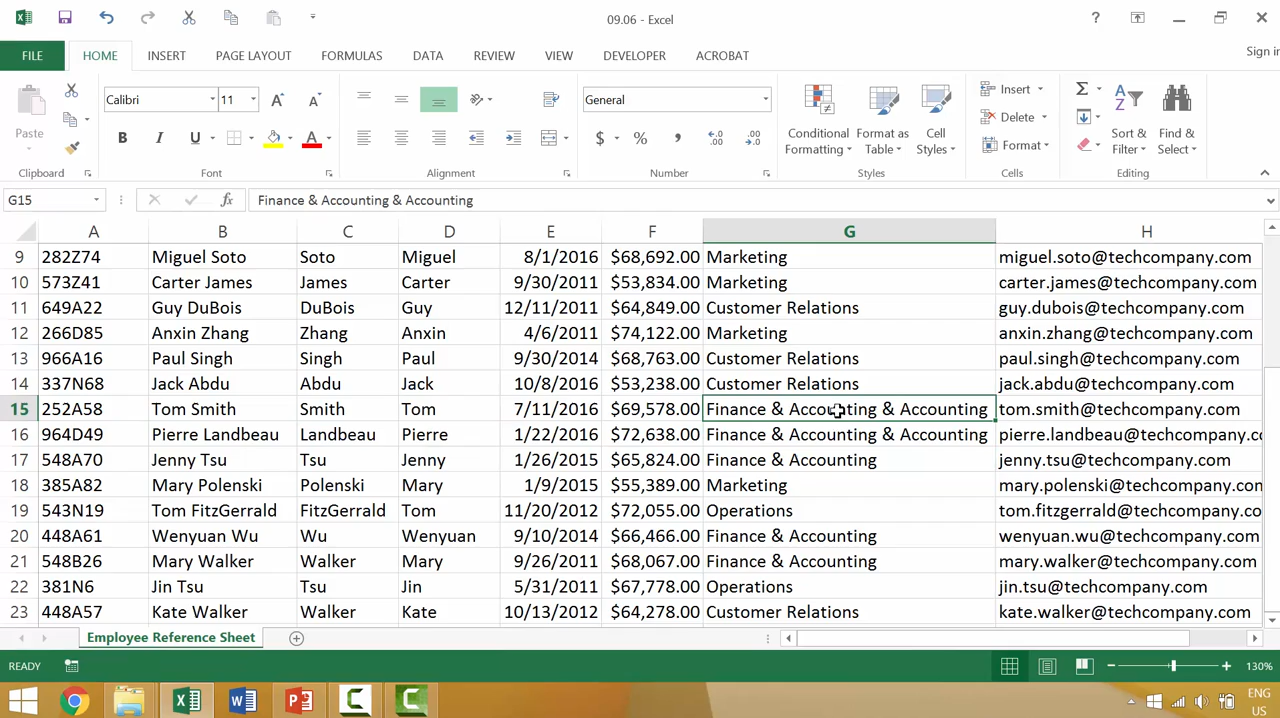 09.06 - Excel
?
FILE HOME INSERT PAGE LAYOUT FORMULAS DATA REVIEW VIEW DEVELOPER ACROBAT Sign in
Paste
Clipboard
Calibri 11
B I U A
Font
Alignment
General
$ % ,
Number
Conditional Formatting
Format as Table
Cell Styles
Styles
Insert
Delete
Format
Cells
Sort & Filter
Find & Select
Editing
G15 fx Finance & Accounting & Accounting
A B C D E F G H
9 282Z74 Miguel Soto Soto Miguel 8/1/2016 $68,692.00 Marketing miguel.soto@techcompany.com
10 573Z41 Carter James James Carter 9/30/2011 $53,834.00 Marketing carter.james@techcompany.com
11 649A22 Guy DuBois DuBois Guy 12/11/2011 $64,849.00 Customer Relations guy.dubois@techcompany.com
12 266D85 Anxin Zhang Zhang Anxin 4/6/2011 $74,122.00 Marketing anxin.zhang@techcompany.com
13 966A16 Paul Singh Singh Paul 9/30/2014 $68,763.00 Customer Relations paul.singh@techcompany.com
14 337N68 Jack Abdu Abdu Jack 10/8/2016 $53,238.00 Customer Relations jack.abdu@techcompany.com
15 252A58 Tom Smith Smith Tom 7/11/2016 $69,578.00 Finance & Accounting & Accounting tom.smith@techcompany.com
16 964D49 Pierre Landbeau Landbeau Pierre 1/22/2016 $72,638.00 Finance & Accounting & Accounting pierre.landbeau@techcompany.c
17 548A70 Jenny Tsu Tsu Jenny 1/26/2015 $65,824.00 Finance & Accounting jenny.tsu@techcompany.com
18 385A82 Mary Polenski Polenski Mary 1/9/2015 $55,389.00 Marketing mary.polenski@techcompany.com
19 543N19 Tom FitzGerrald FitzGerrald Tom 11/20/2012 $72,055.00 Operations tom.fitzgerrald@techcompany.co
20 448A61 Wenyuan Wu Wu Wenyuan 9/10/2014 $66,466.00 Finance & Accounting wenyuan.wu@techcompany.com
21 548B26 Mary Walker Walker Mary 9/26/2011 $68,067.00 Finance & Accounting mary.walker@techcompany.com
22 381N6 Jin Tsu Tsu Jin 5/31/2011 $67,778.00 Operations jin.tsu@techcompany.com
23 448A57 Kate Walker Walker Kate 10/13/2012 $64,278.00 Customer Relations kate.walker@techcompany.com
Employee Reference Sheet
READY 130%
ENG
US